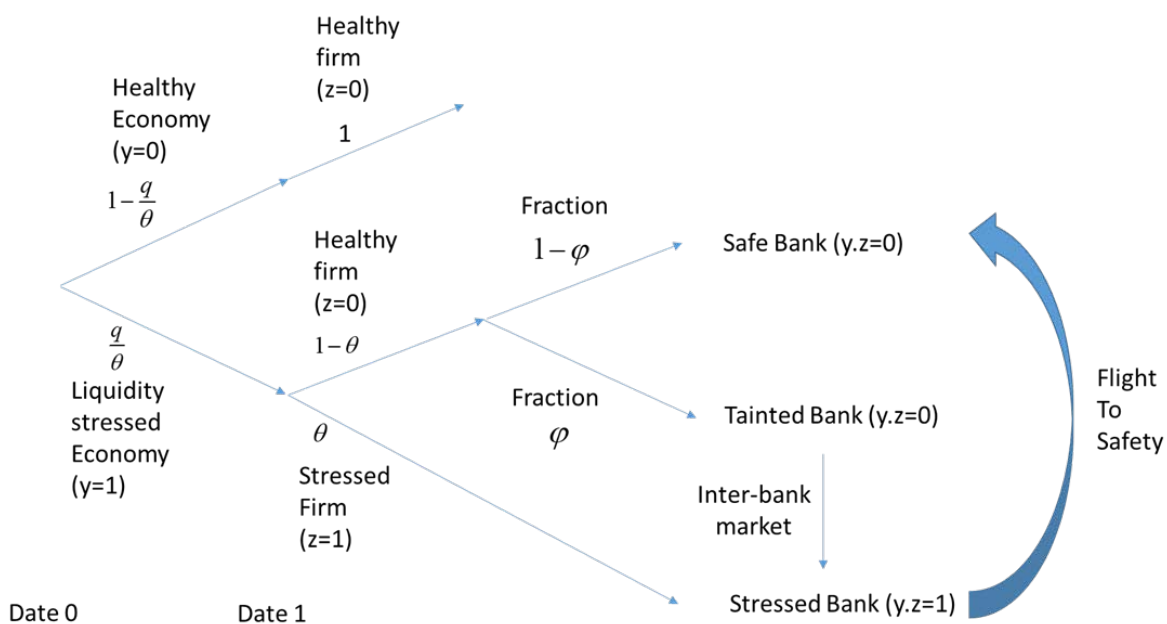 Healthy
firm
(z=0)
1
Healthy
Economy
(y=0)
1-q/θ
Fraction
1-φ
Safe Bank (y.z=0)
Healthy
firm
(z=0)
1-θ
q/θ
Liquidity
stressed
Economy
(y=1)
Fraction
φ
Tainted Bank (y.z=0)
Flight
To
Safety
θ
Stressed
Firm
(z=1)
Inter-bank
market
Stressed Bank (y.z=1)
Date 0
Date 1